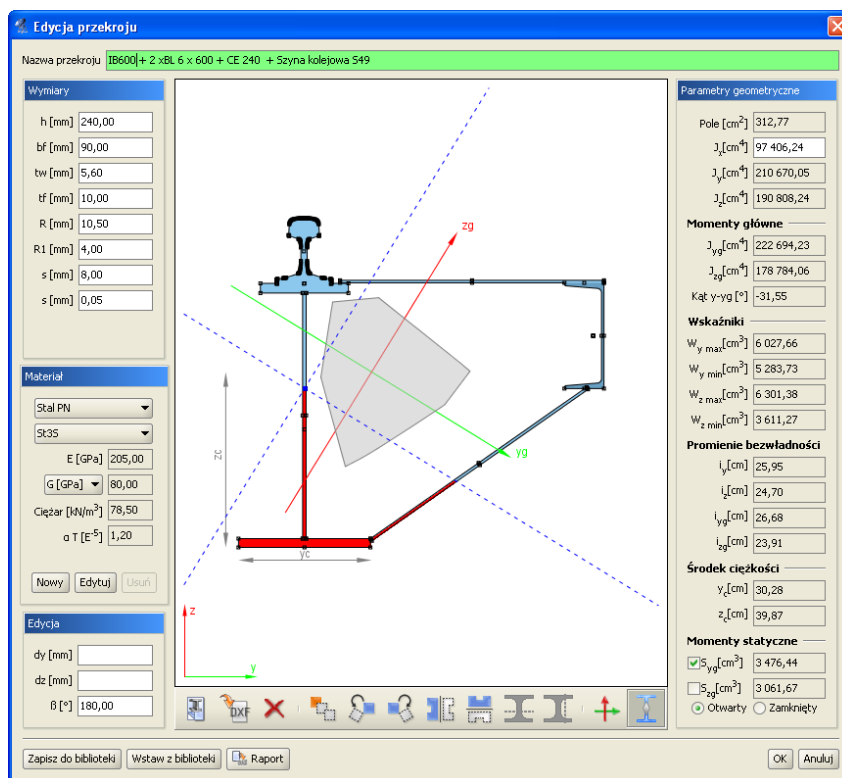 Edycja przekroju
Nazwa przekroju IB600 + 2 xBL 6 x 600 + CE 240 + Szyna kolejowa S49
Wymiary
h [mm] 240,00
bf [mm] 90,00
tw [mm] 5,60
tf [mm] 10,00
R [mm] 10,50
R1 [mm] 4,00
s [mm] 8,00
s [mm] 0,05
Materiał
Stal PN
St3S
E [GPa] 205,00
G [GPa] 80,00
Ciężar [kN/m³] 78,50
α T [E⁻⁵] 1,20
Nowy Edytuj Usuń
Edycja
dy [mm]
dz [mm]
β [°] 180,00
zg
yg
zc
yc
z
y
DXF
Parametry geometryczne
Pole [cm²] 312,77
Jx[cm⁴] 97 406,24
Jy[cm⁴] 210 670,05
Jz[cm⁴] 190 808,24
Momenty główne
Jyg[cm⁴] 222 694,23
Jzg[cm⁴] 178 784,06
Kąt y-yg [°] -31,55
Wskaźniki
Wy max[cm³] 6 027,66
Wy min[cm³] 5 283,73
Wz max[cm³] 6 301,38
Wz min[cm³] 3 611,27
Promienie bezwładności
iy[cm] 25,95
iz[cm] 24,70
iyg[cm] 26,68
izg[cm] 23,91
Środek ciężkości
yc[cm] 30,28
zc[cm] 39,87
Momenty statyczne
Syg[cm³] 3 476,44
Szg[cm³] 3 061,67
Otwarty Zamknięty
Zapisz do biblioteki Wstaw z biblioteki Raport OK Anuluj